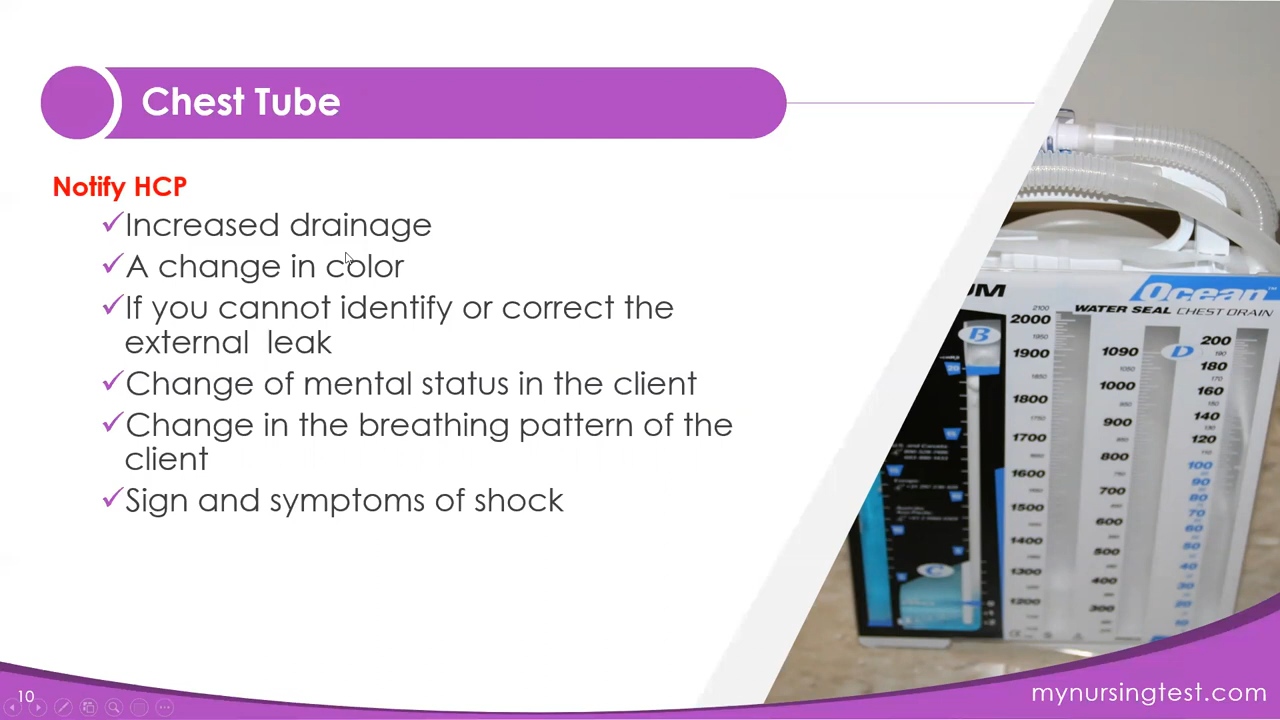 Chest Tube
Notify HCP
✓Increased drainage
✓A change in color
✓If you cannot identify or correct the
external leak
✓Change of mental status in the client
✓Change in the breathing pattern of the
client
✓Sign and symptoms of shock
Ocean
WATER SEAL CHEST DRAIN
B
D
C
2100
2000
1950
1900
1800
1700
1600
1500
1400
1300
1200
1090
1000
900
800
700
600
500
400
300
200
190
180
160
140
120
100
90
80
70
60
50
40
30
20
10
10
mynursingtest.com